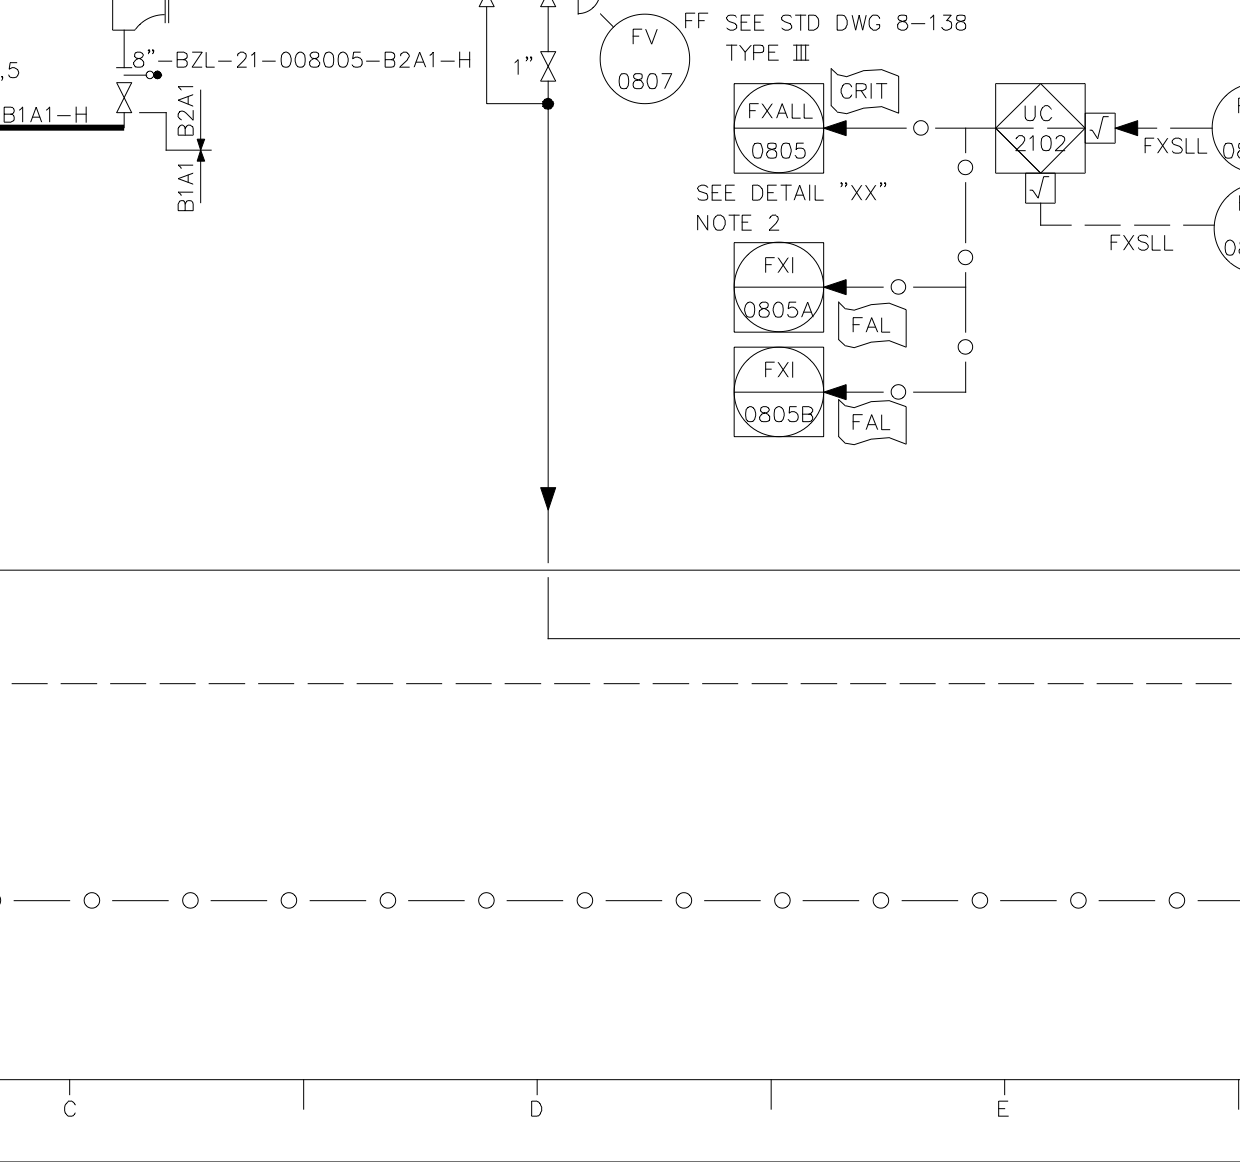 FF SEE STD DWG 8-138
TYPE III
FV
0807
8"-BZL-21-008005-B2A1-H
1"
,5
B1A1-H
B2A1
B1A1
CRIT
FXALL
0805
UC
2102
√
FXSLL
SEE DETAIL "XX"
NOTE 2
√
FXSLL
FXI
0805A
FAL
FXI
0805B
FAL
C
D
E